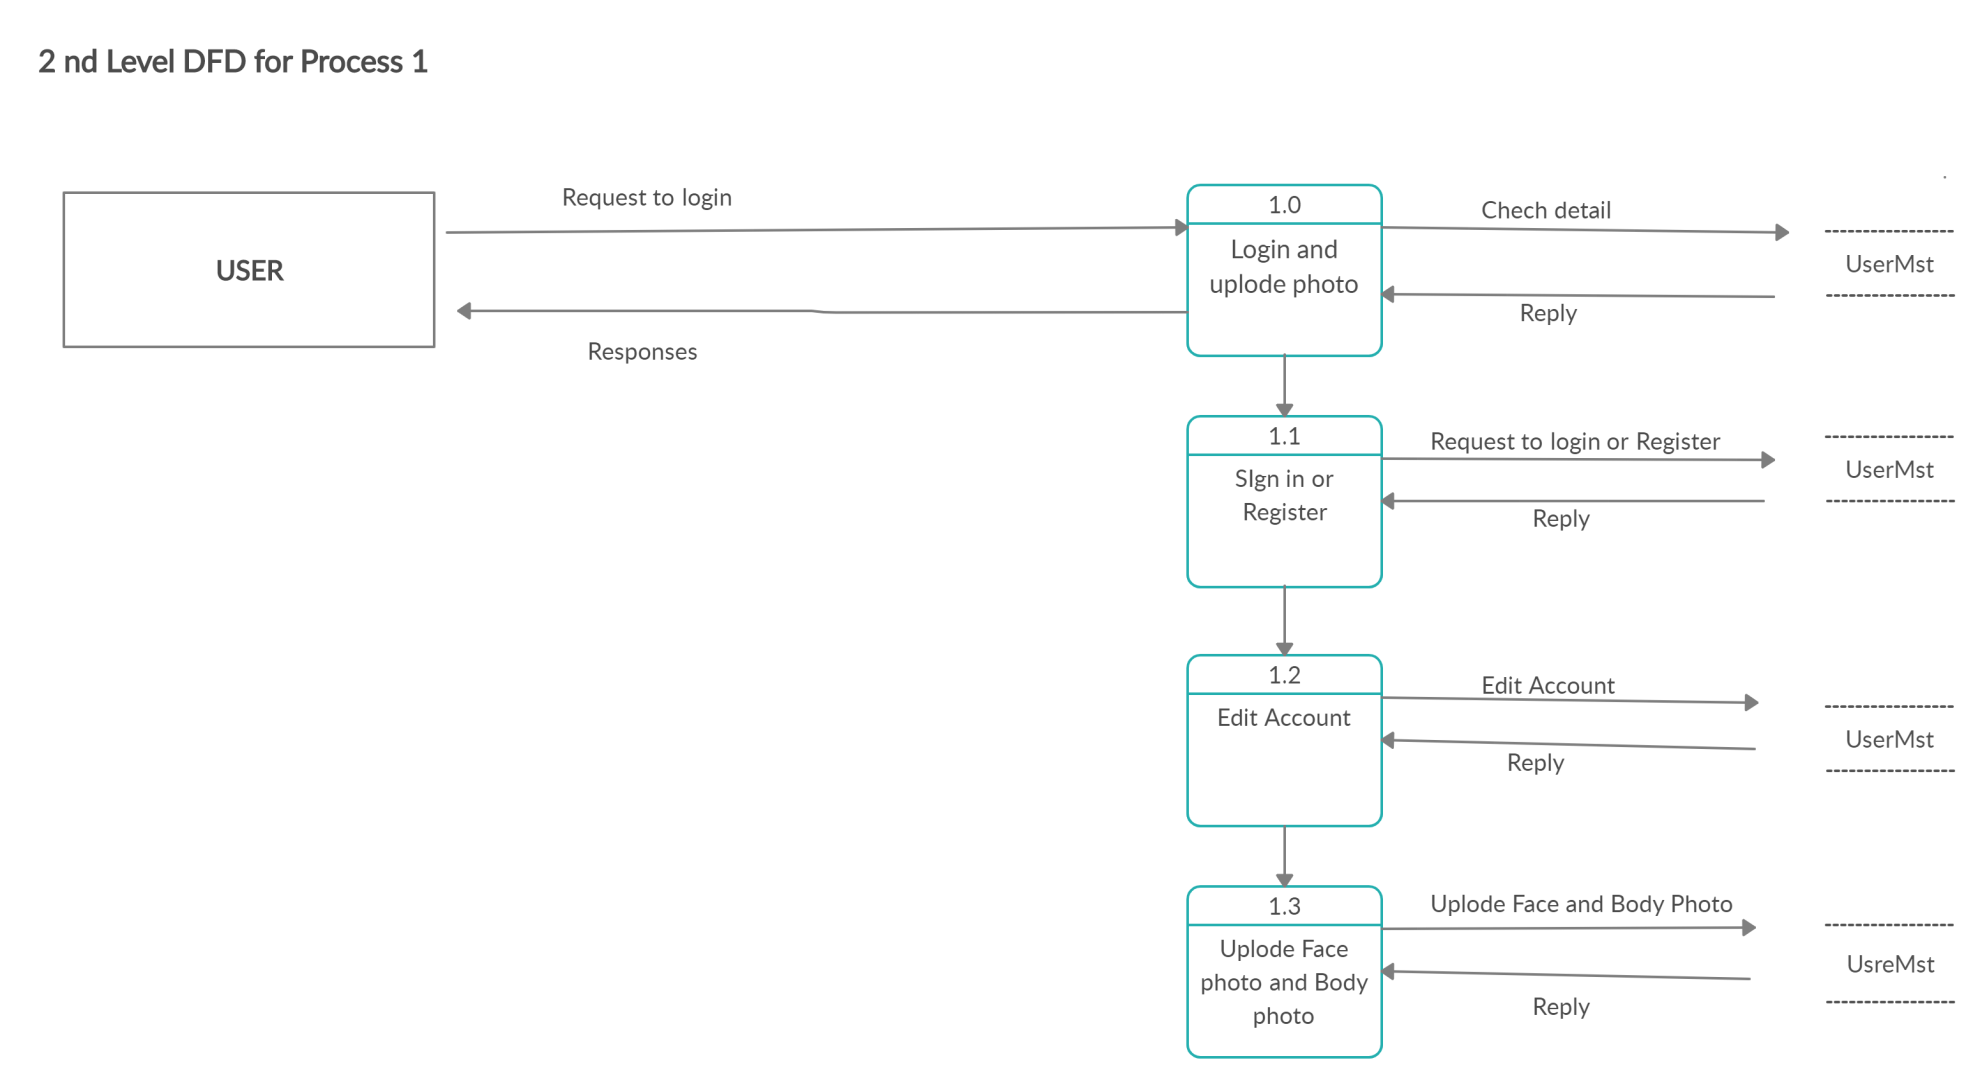 2 nd Level DFD for Process 1
USER
Request to login
Responses
1.0
Login and
uplode photo
Chech detail
Reply
UserMst
1.1
SIgn in or
Register
Request to login or Register
Reply
UserMst
1.2
Edit Account
Edit Account
Reply
UserMst
1.3
Uplode Face
photo and Body
photo
Uplode Face and Body Photo
Reply
UsreMst